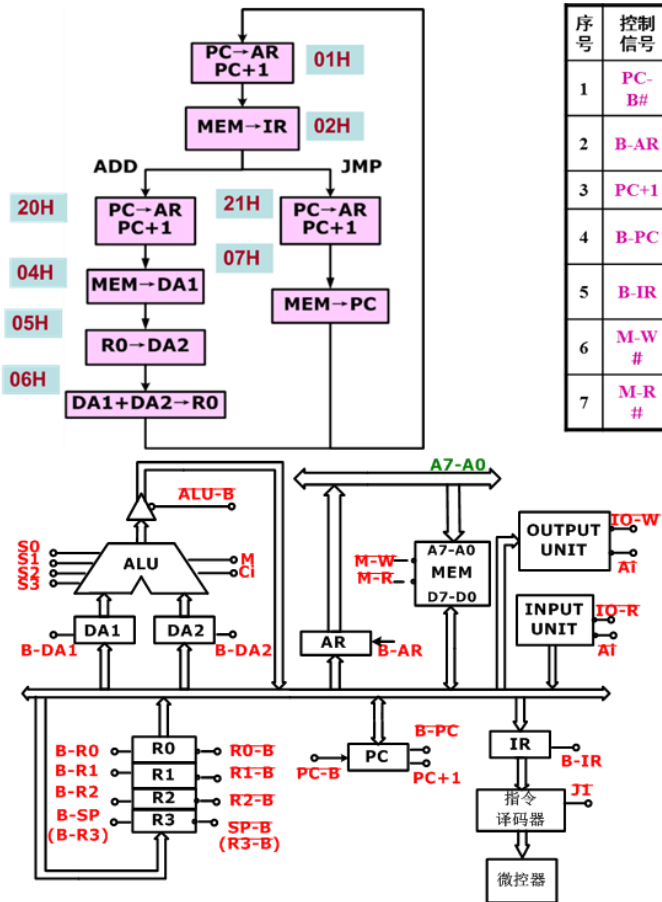 PC→AR
PC+1
01H
MEM→IR
02H
ADD
JMP
20H
PC→AR
PC+1
21H
PC→AR
PC+1
04H
MEM→DA1
07H
MEM→PC
05H
R0→DA2
06H
DA1+DA2→R0
序号
控制信号
1
PC-B#
2
B-AR
3
PC+1
4
B-PC
5
B-IR
6
M-W#
7
M-R#
ALU-B
S0
S1
S2
S3
ALU
M
Ci
DA1
DA2
B-DA1
B-DA2
A7-A0
M-W
M-R
A7-A0
MEM
D7-D0
AR
B-AR
OUTPUT
UNIT
IO-W
Ai
INPUT
UNIT
IO-R
Ai
B-R0
R0
R0-B
B-R1
R1
R1-B
B-R2
R2
R2-B
B-SP
(B-R3)
R3
SP-B
(R3-B)
PC-B
PC
B-PC
PC+1
IR
B-IR
指令
译码器
J1
微控器